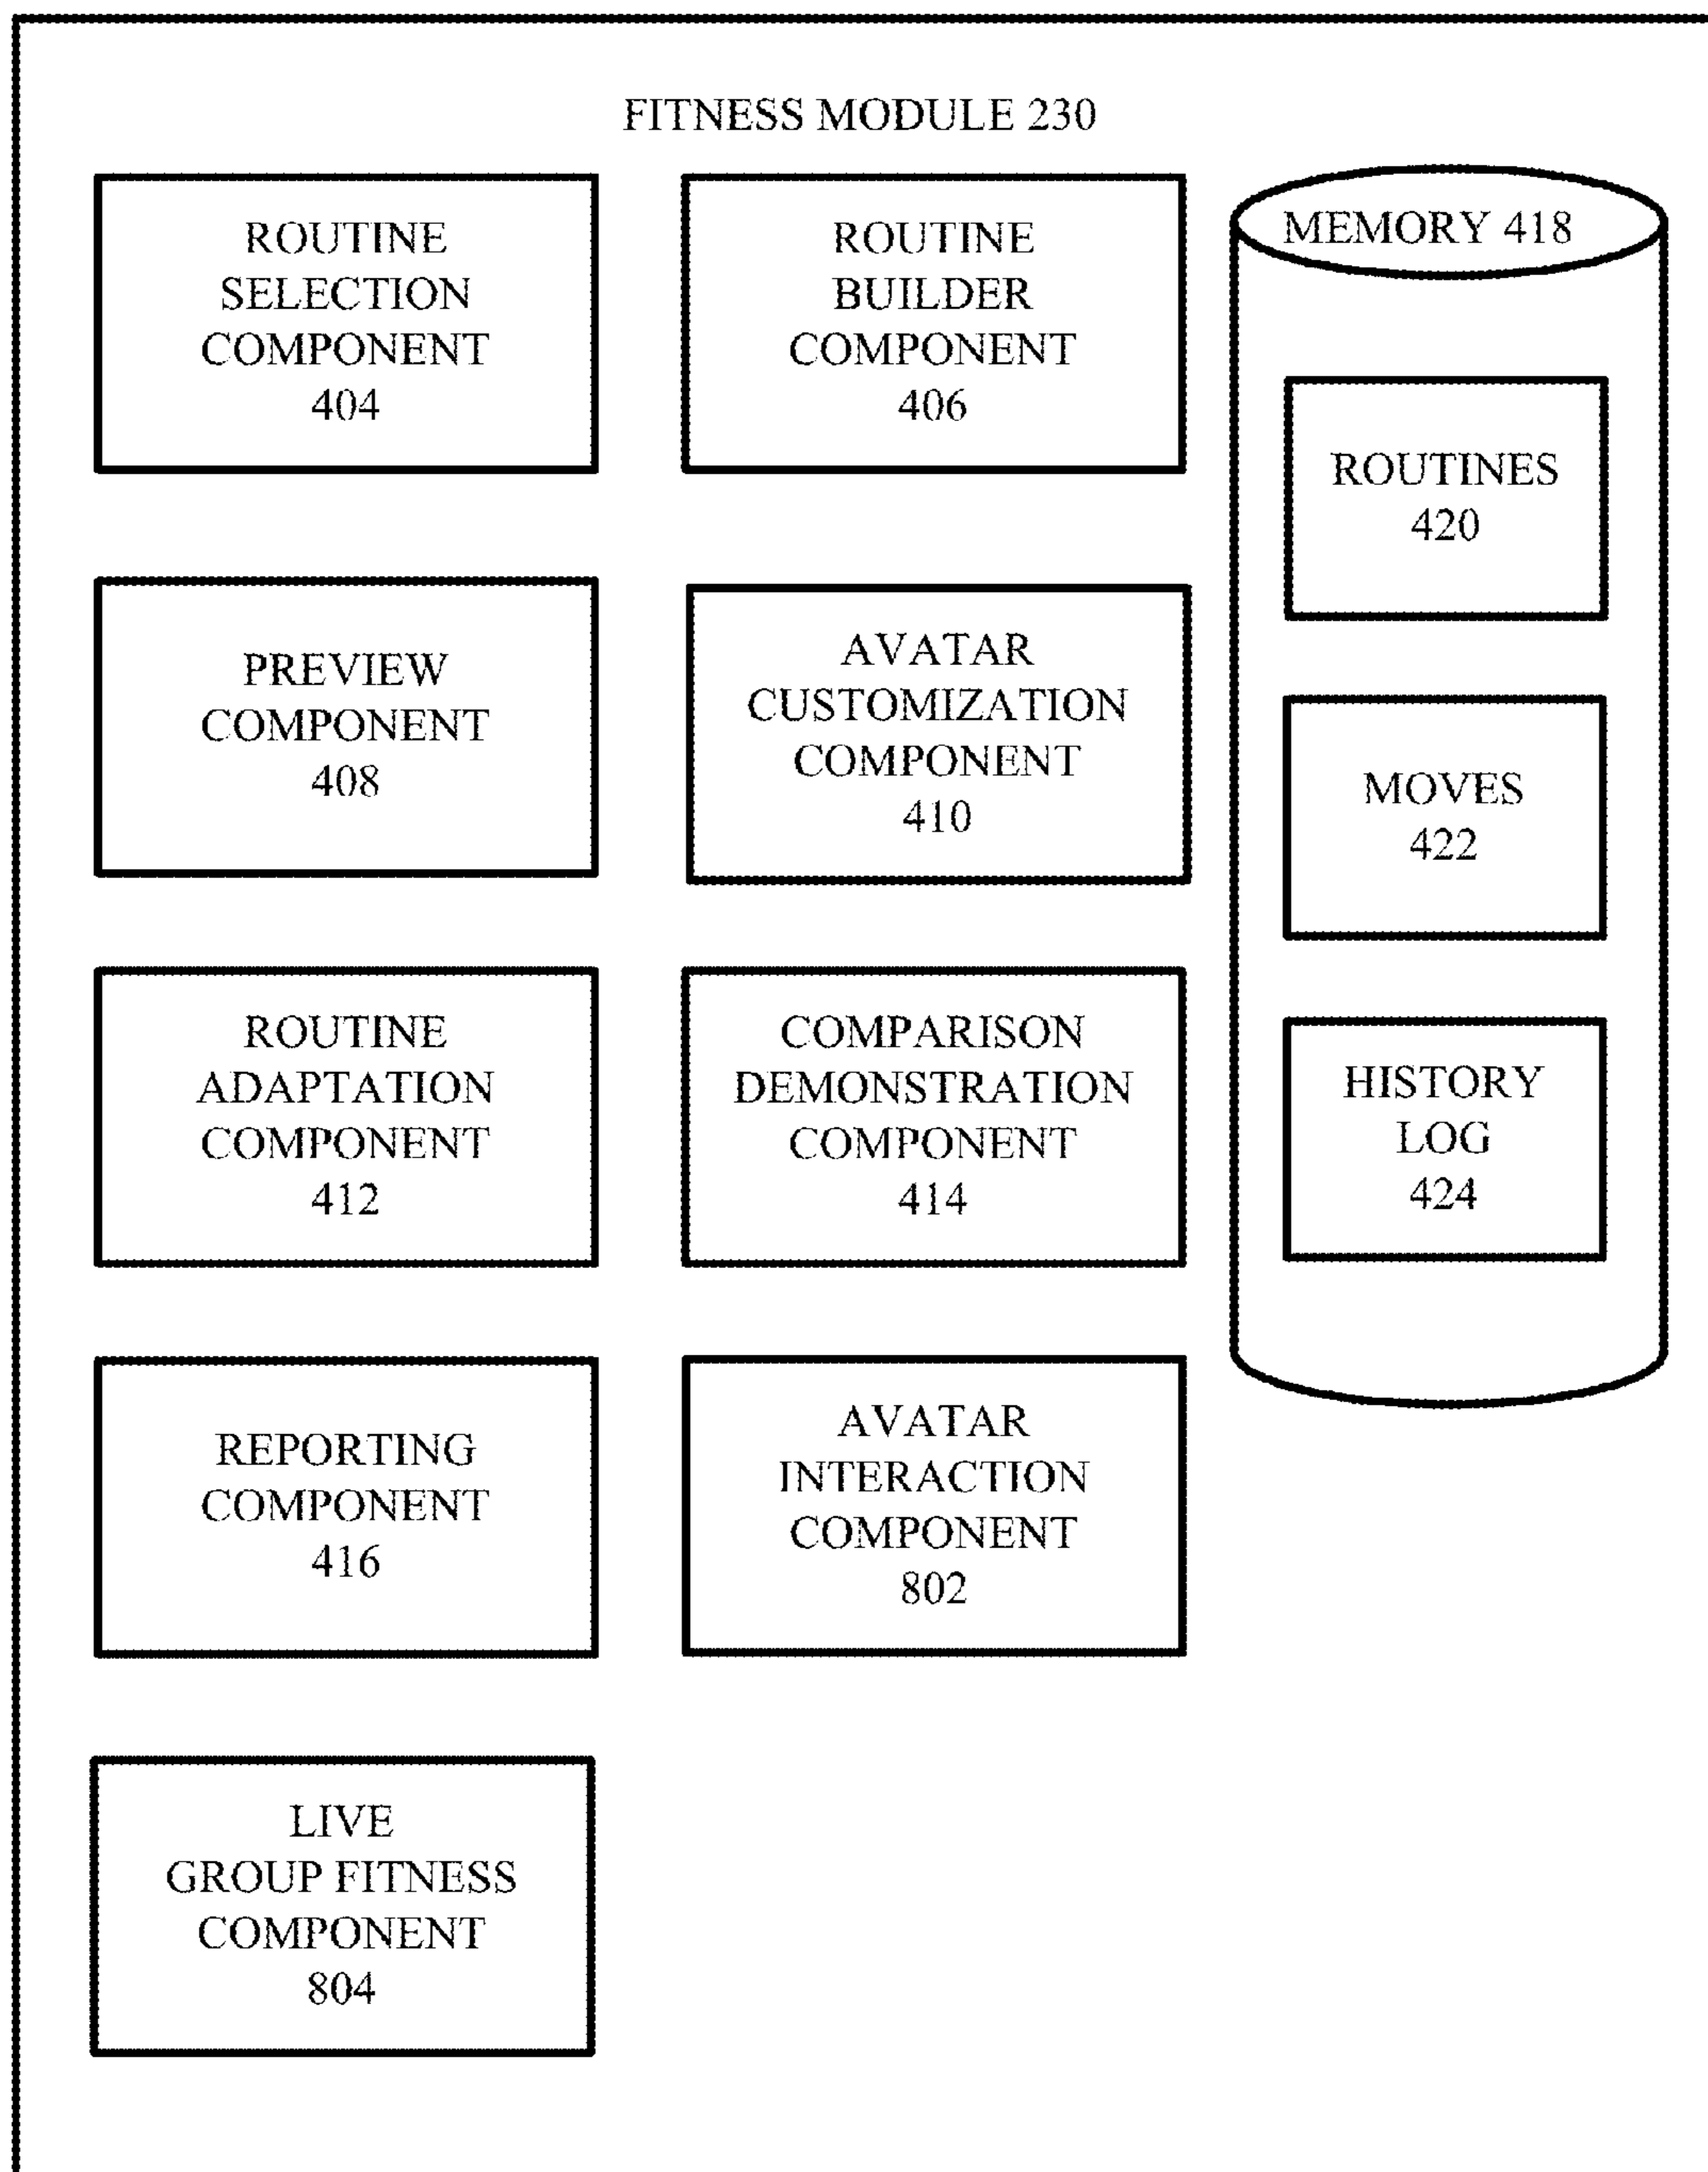 FITNESS MODULE 230
ROUTINE
SELECTION
COMPONENT
404
ROUTINE
BUILDER
COMPONENT
406
MEMORY 418
ROUTINES
420
PREVIEW
COMPONENT
408
AVATAR
CUSTOMIZATION
COMPONENT
410
MOVES
422
ROUTINE
ADAPTATION
COMPONENT
412
COMPARISON
DEMONSTRATION
COMPONENT
414
HISTORY
LOG
424
REPORTING
COMPONENT
416
AVATAR
INTERACTION
COMPONENT
802
LIVE
GROUP FITNESS
COMPONENT
804